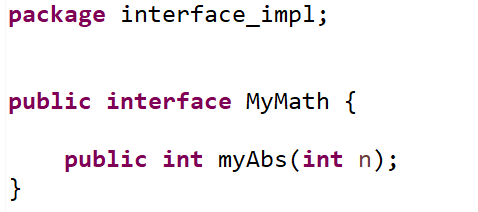 package interface_impl;
public interface MyMath {
public int myAbs(int n);
}